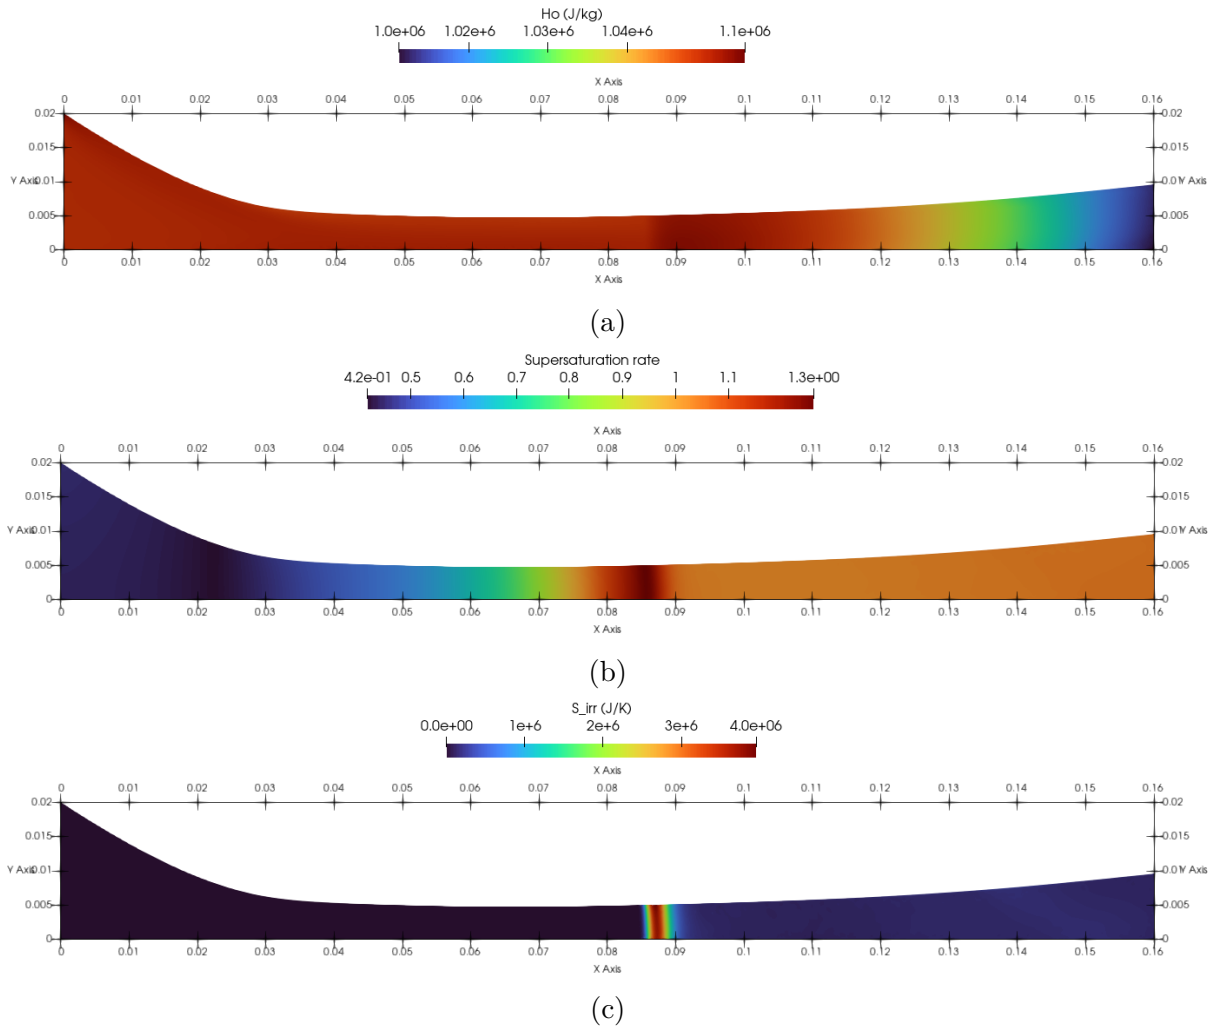 Ho (J/kg)
1.0e+06 1.02e+6 1.03e+6 1.04e+6 1.1e+6
X Axis
0 0.01 0.02 0.03 0.04 0.05 0.06 0.07 0.08 0.09 0.1 0.11 0.12 0.13 0.14 0.15 0.16
0.02 0.02
0.015 0.015
Y Axis 0.01 0.01 Y Axis
0.005 0.005
0 0
0 0.01 0.02 0.03 0.04 0.05 0.06 0.07 0.08 0.09 0.1 0.11 0.12 0.13 0.14 0.15 0.16
X Axis
(a)
Supersaturation rate
4.2e-01 0.5 0.6 0.7 0.8 0.9 1 1.1 1.3e+00
X Axis
0 0.01 0.02 0.03 0.04 0.05 0.06 0.07 0.08 0.09 0.1 0.11 0.12 0.13 0.14 0.15 0.16
0.02 0.02
0.015 0.015
Y Axis 0.01 0.01 Y Axis
0.005 0.005
0 0
0 0.01 0.02 0.03 0.04 0.05 0.06 0.07 0.08 0.09 0.1 0.11 0.12 0.13 0.14 0.15 0.16
X Axis
(b)
S_irr (J/K)
0.0e+00 1e+6 2e+6 3e+6 4.0e+06
X Axis
0 0.01 0.02 0.03 0.04 0.05 0.06 0.07 0.08 0.09 0.1 0.11 0.12 0.13 0.14 0.15 0.16
0.02 0.02
0.015 0.015
Y Axis 0.01 0.01 Y Axis
0.005 0.005
0 0
0 0.01 0.02 0.03 0.04 0.05 0.06 0.07 0.08 0.09 0.1 0.11 0.12 0.13 0.14 0.15 0.16
X Axis
(c)